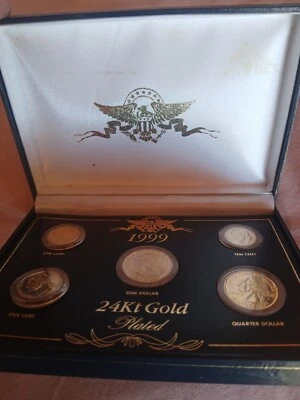 1999
ONE CENT
TEN CENT
ONE DOLLAR
FIVE CENT
24Kt Gold
Plated
QUARTER DOLLAR